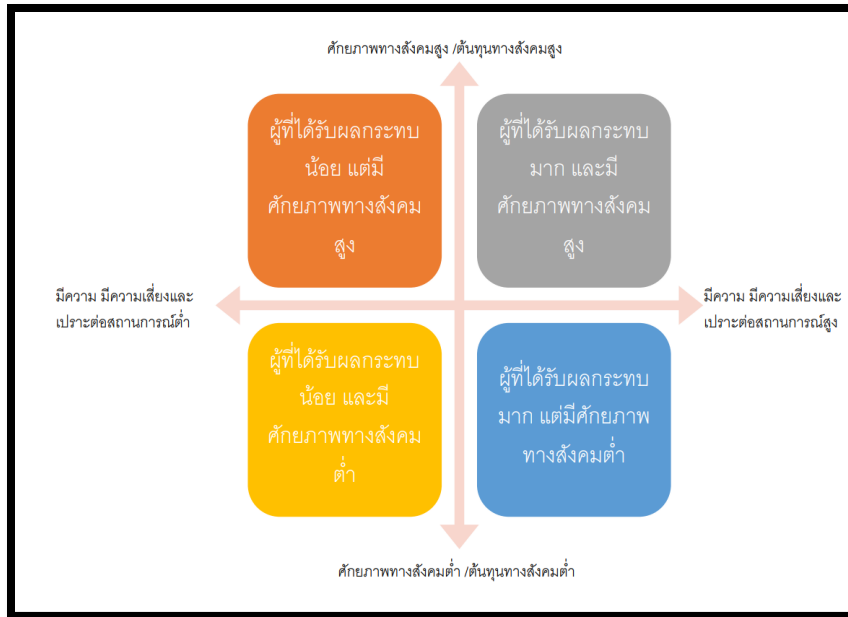 ศักยภาพทางสังคมสูง /ต้นทุนทางสังคมสูง
ผู้ที่ได้รับผลกระทบ
น้อย แต่มี
ศักยภาพทางสังคม
สูง
ผู้ที่ได้รับผลกระทบ
มาก และมี
ศักยภาพทางสังคม
สูง
มีความ มีความเสี่ยงและ
เปราะต่อสถานการณ์ต่ำ
มีความ มีความเสี่ยงและ
เปราะต่อสถานการณ์สูง
ผู้ที่ได้รับผลกระทบ
น้อย และมี
ศักยภาพทางสังคม
ต่ำ
ผู้ที่ได้รับผลกระทบ
มาก แต่มีศักยภาพ
ทางสังคมต่ำ
ศักยภาพทางสังคมต่ำ /ต้นทุนทางสังคมต่ำ